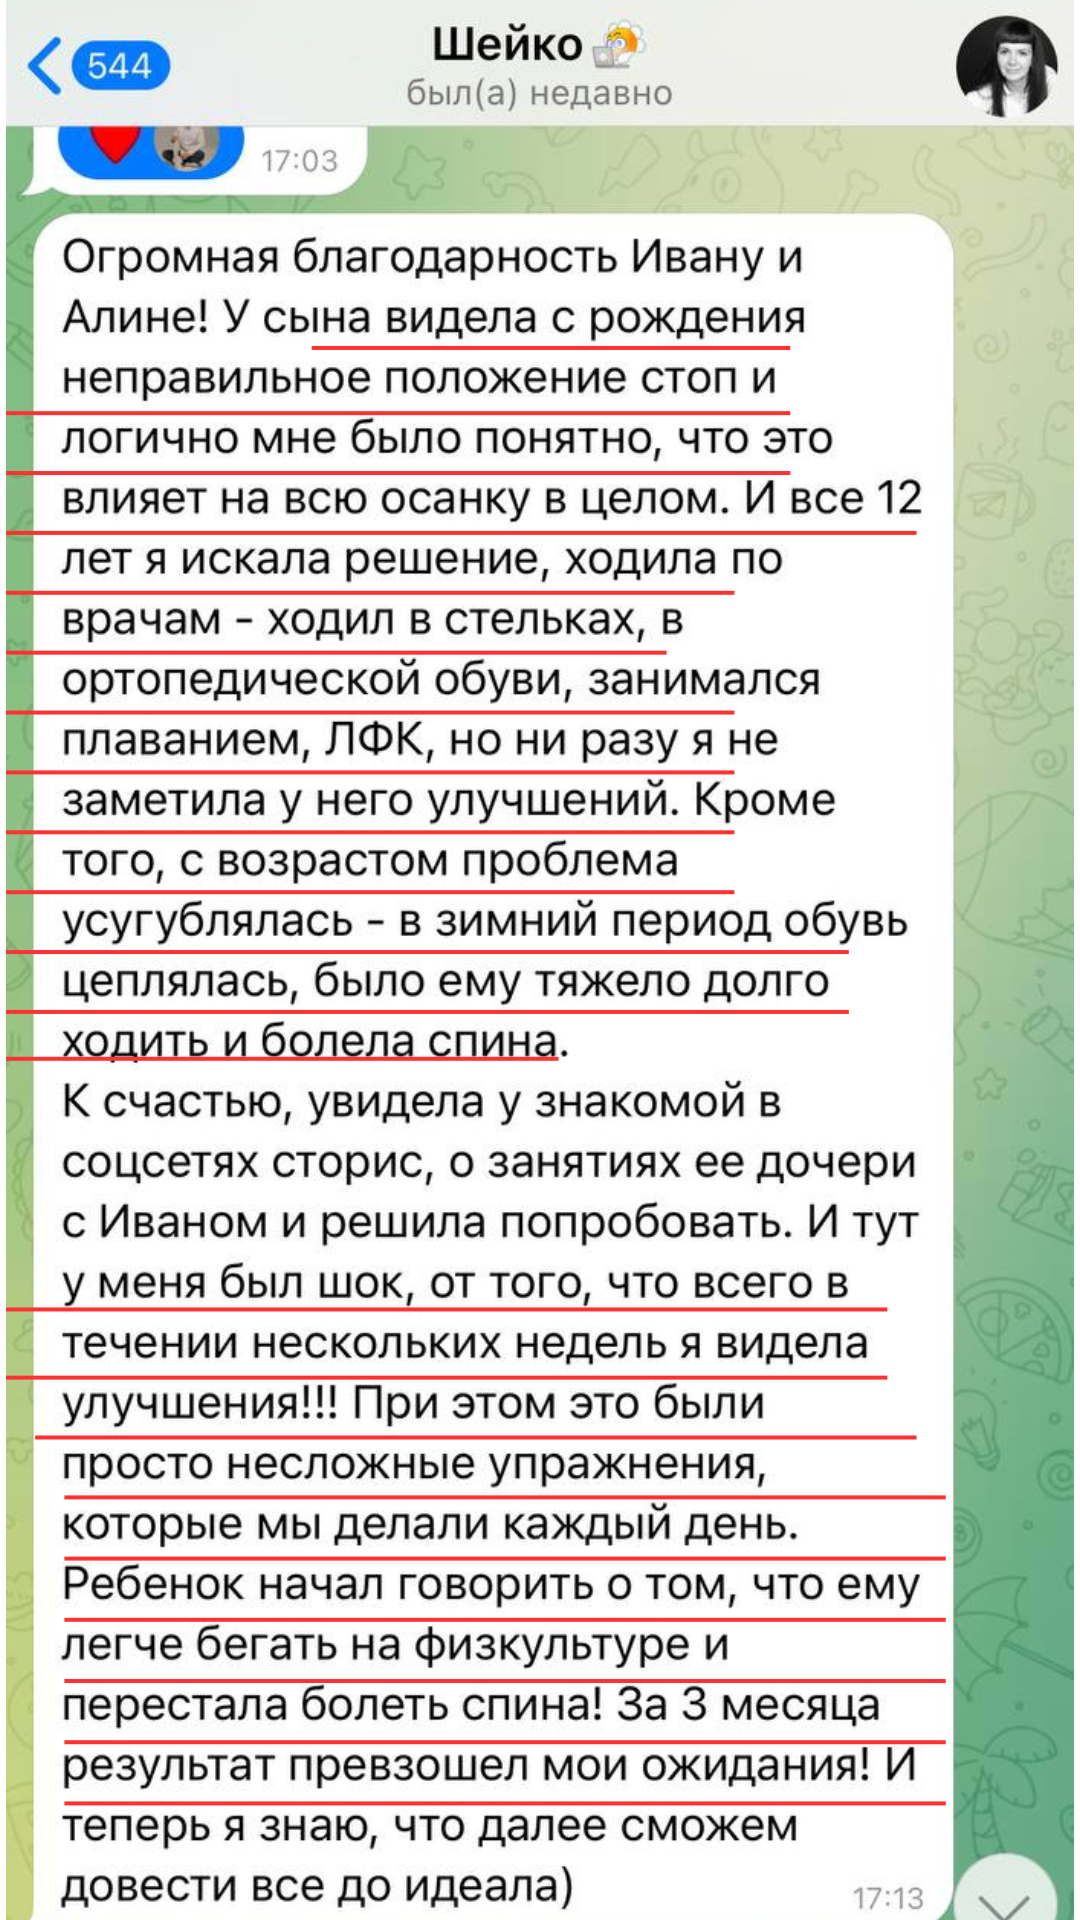 544
Шейко
был(а) недавно
17:03
Огромная благодарность Ивану и
Алине! У сына видела с рождения
неправильное положение стоп и
логично мне было понятно, что это
влияет на всю осанку в целом. И все 12
лет я искала решение, ходила по
врачам - ходил в стельках, в
ортопедической обуви, занимался
плаванием, ЛФК, но ни разу я не
заметила у него улучшений. Кроме
того, с возрастом проблема
усугублялась - в зимний период обувь
цеплялась, было ему тяжело долго
ходить и болела спина.
К счастью, увидела у знакомой в
соцсетях сторис, о занятиях ее дочери
с Иваном и решила попробовать. И тут
у меня был шок, от того, что всего в
течении нескольких недель я видела
улучшения!!! При этом это были
просто несложные упражнения,
которые мы делали каждый день.
Ребенок начал говорить о том, что ему
легче бегать на физкультуре и
перестала болеть спина! За 3 месяца
результат превзошел мои ожидания! И
теперь я знаю, что далее сможем
довести все до идеала)
17:13